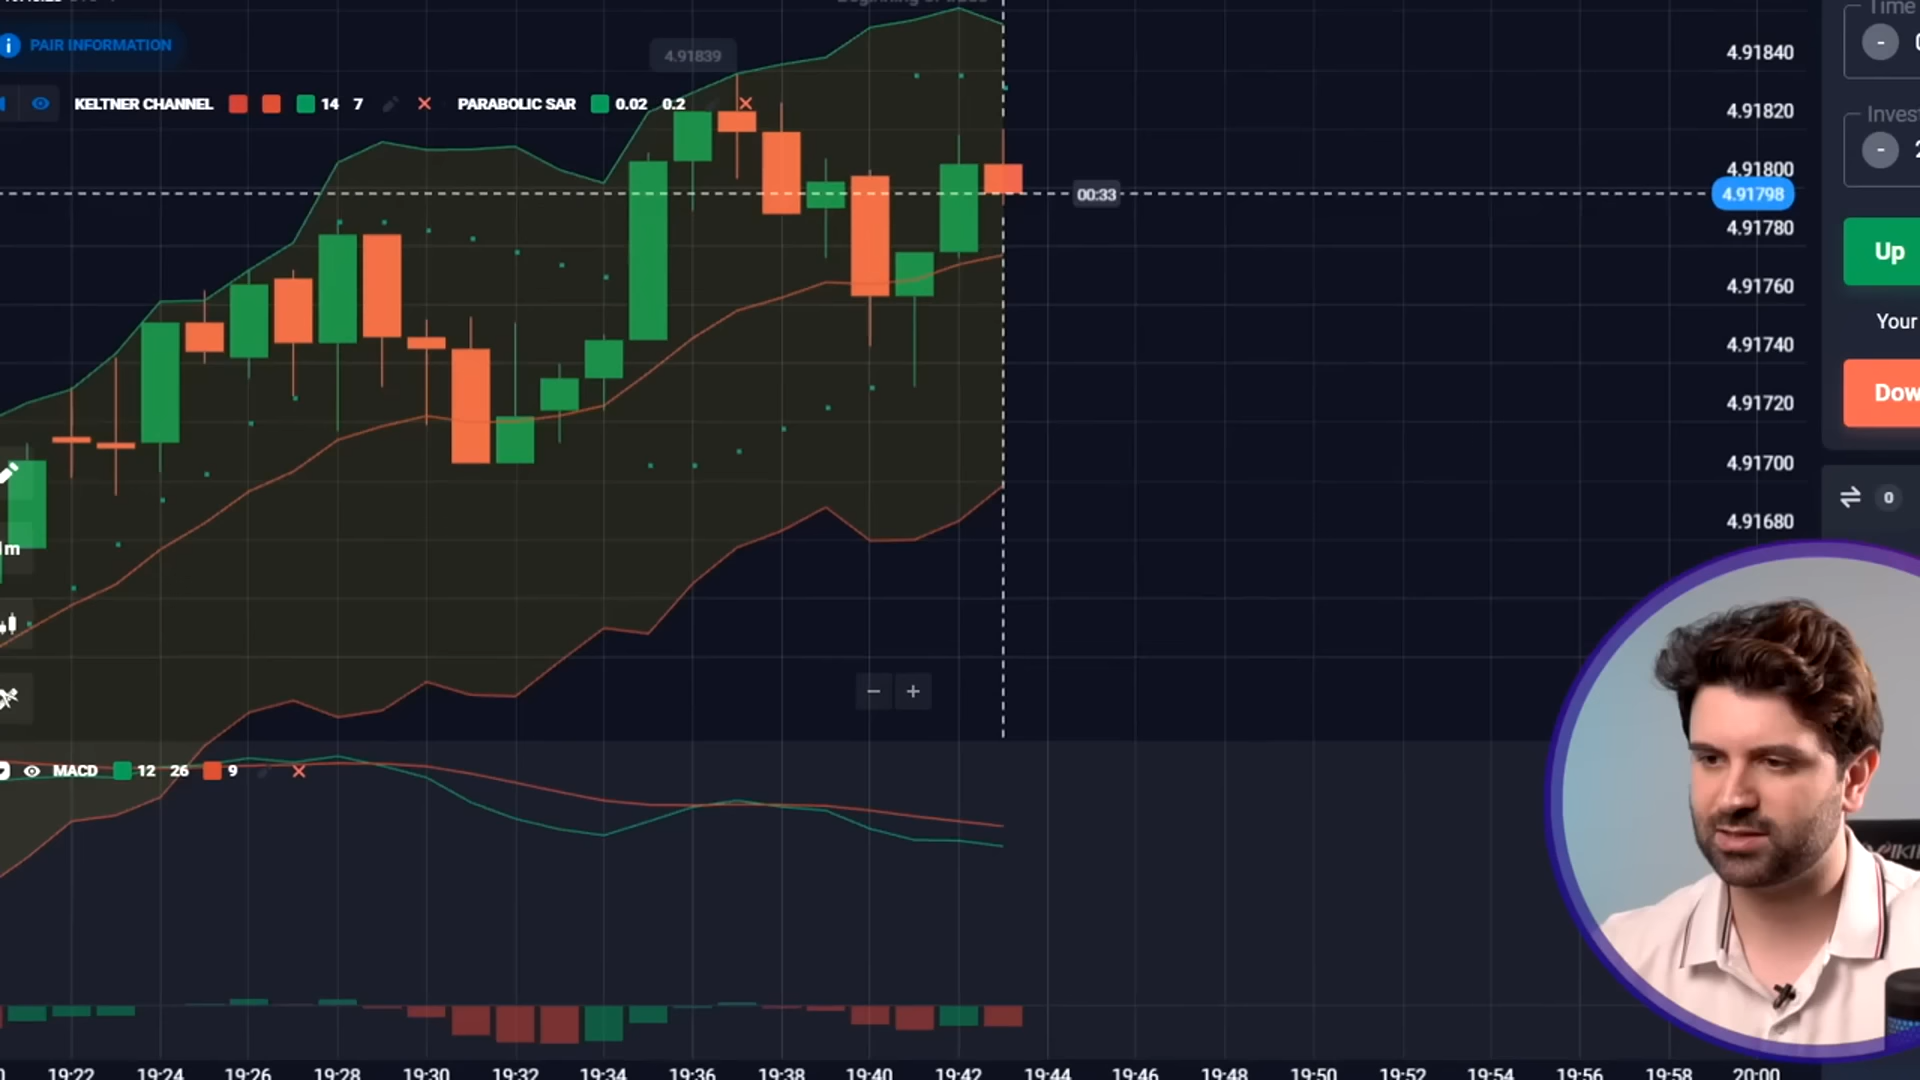 PAIR INFORMATION
4.91839
KELTNER CHANNEL 14 7 PARABOLIC SAR 0.02 0.2
4.91840
4.91820
4.91800
00:33
4.91798
4.91780
4.91760
4.91740
4.91720
4.91700
4.91680
Time
Inves
Up
Your
Dow
0
MACD 12 26 9
19:22 19:24 19:26 19:28 19:30 19:32 19:34 19:36 19:38 19:40 19:42 19:44 19:46 19:48 19:50 19:52 19:54 19:56 19:58 20:00